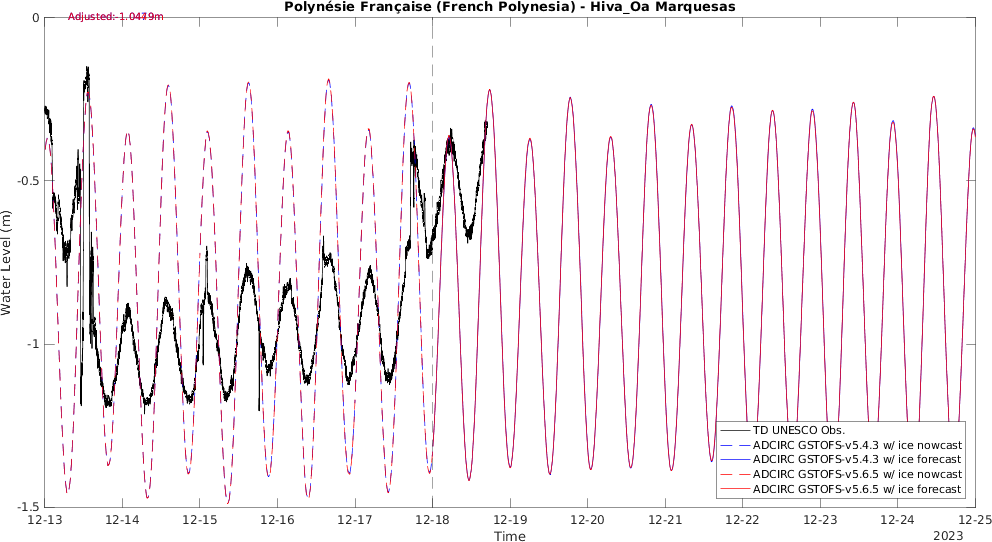 Polynésie Française (French Polynesia) - Hiva_Oa Marquesas
0
-0.5
-1
-1.5
Water Level (m)
TD UNESCO Obs.
ADCIRC GSTOFS-v5.4.3 w/ ice nowcast
ADCIRC GSTOFS-v5.4.3 w/ ice forecast
ADCIRC GSTOFS-v5.6.5 w/ ice nowcast
ADCIRC GSTOFS-v5.6.5 w/ ice forecast
12-13 12-14 12-15 12-16 12-17 12-18 12-19 12-20 12-21 12-22 12-23 12-24 12-25
Time
2023